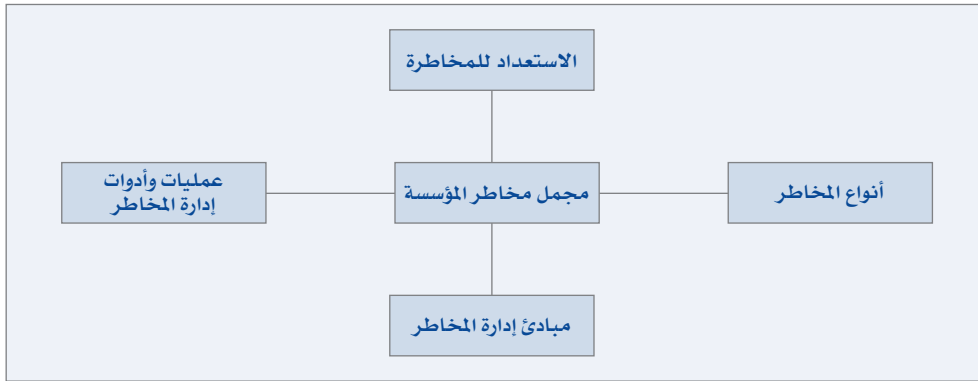 الاستعداد للمخاطرة
أنواع المخاطر
مجمل مخاطر المؤسسة
عمليات وأدوات
إدارة المخاطر
مبادئ إدارة المخاطر